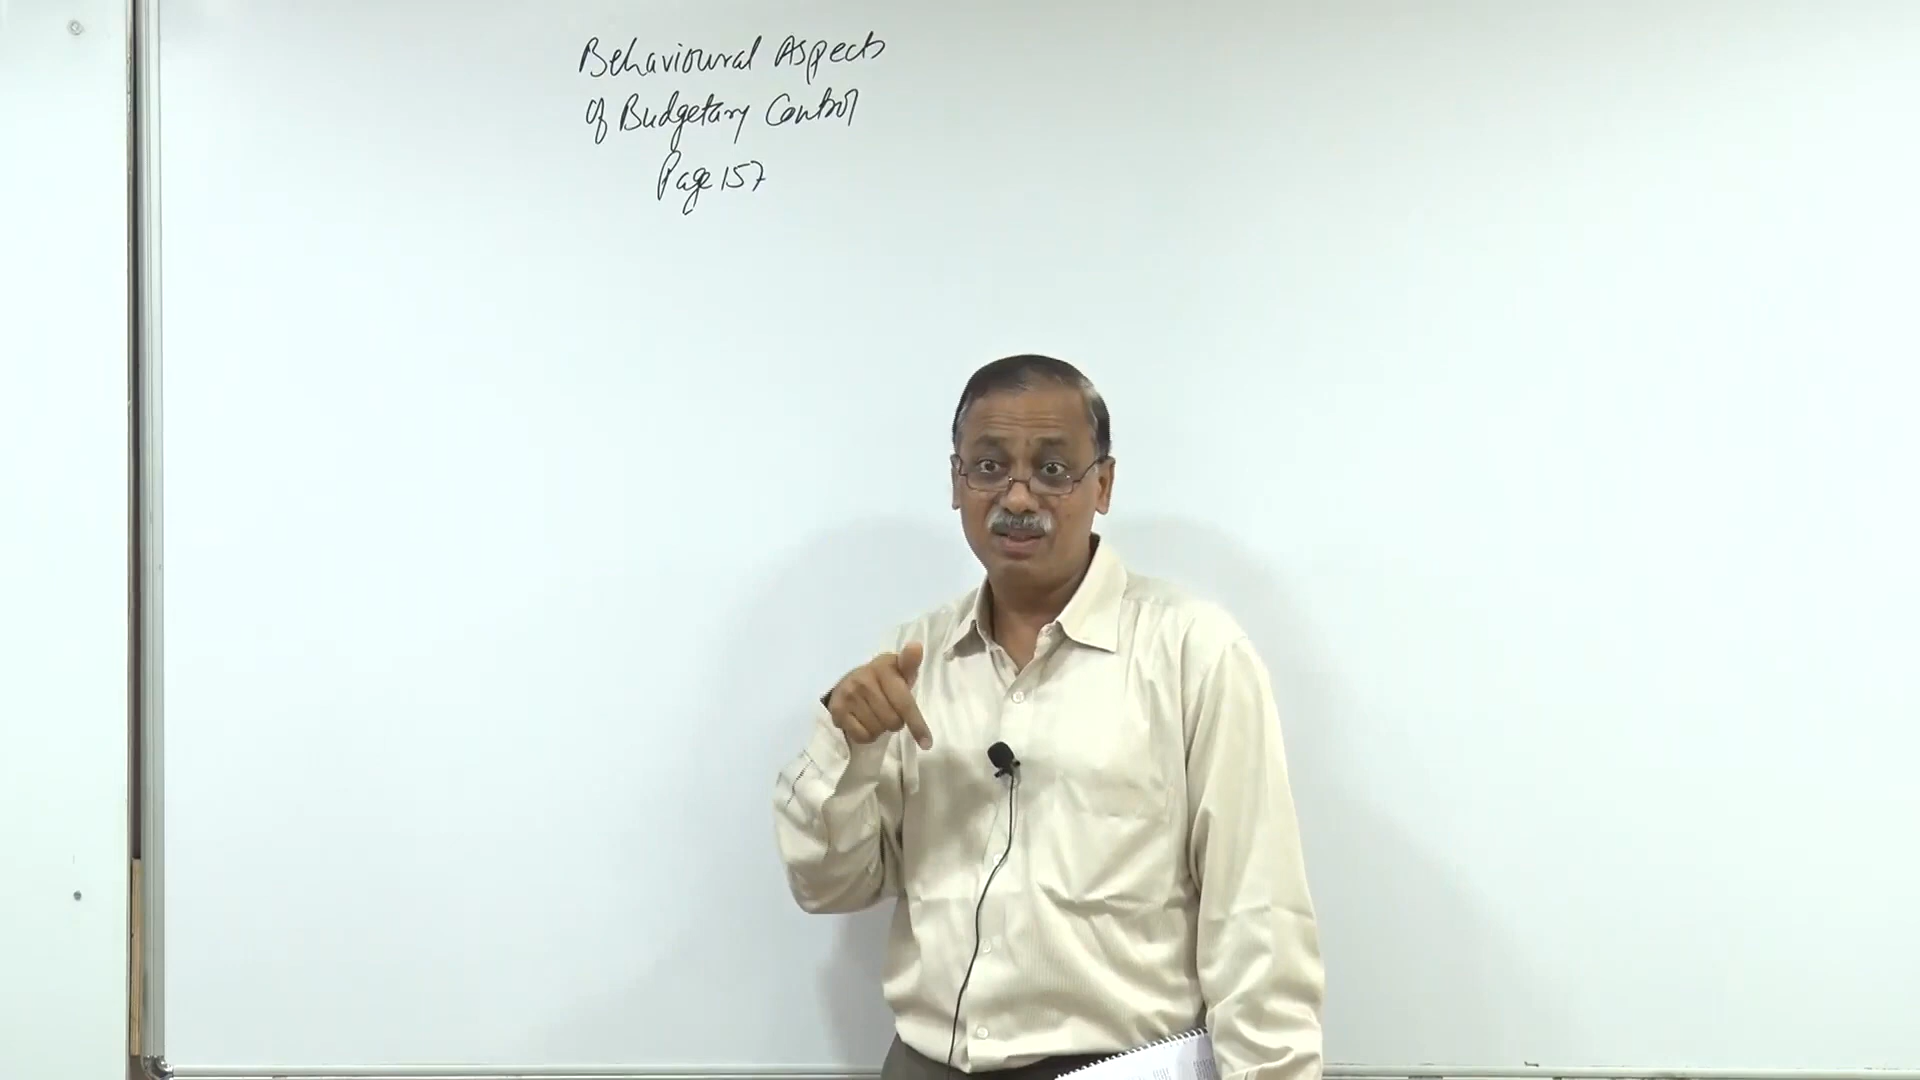 Behavioural Aspects
of Budgetary Control
Page 157